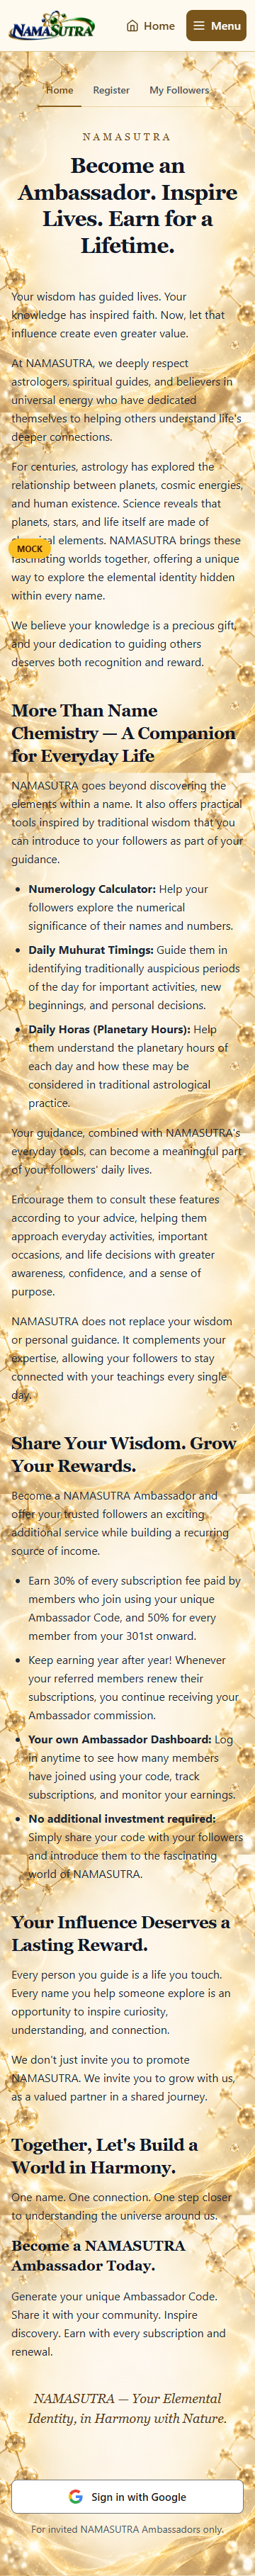 NAMASUTRA
Home
Menu
Home
Register
My Followers
NAMASUTRA
Become an
Ambassador. Inspire
Lives. Earn for a
Lifetime.
Your wisdom has guided lives. Your
knowledge has inspired faith. Now, let that
influence create even greater value.
At NAMASUTRA, we deeply respect
astrologers, spiritual guides, and believers in
universal energy who have dedicated
themselves to helping others understand life's
deeper connections.
For centuries, astrology has explored the
relationship between planets, cosmic energies,
and human existence. Science reveals that
planets, stars, and life itself are made of
elements. NAMASUTRA brings these
MOCK
fascinating worlds together, offering a unique
way to explore the elemental identity hidden
within every name.
We believe your knowledge is a precious gift,
and your dedication to guiding others
deserves both recognition and reward.
More Than Name
Chemistry — A Companion
for Everyday Life
NAMASUTRA goes beyond discovering the
elements within a name. It also offers practical
tools inspired by traditional wisdom that you
can introduce to your followers as part of your
guidance.
• Numerology Calculator: Help your
followers explore the numerical
significance of their names and numbers.
• Daily Muhurat Timings: Guide them in
identifying traditionally auspicious periods
of the day for important activities, new
beginnings, and personal decisions.
• Daily Horas (Planetary Hours): Help
them understand the planetary hours of
each day and how these may be
considered in traditional astrological
practice.
Your guidance, combined with NAMASUTRA's
everyday tools, can become a meaningful part
of your followers' daily lives.
Encourage them to consult these features
according to your advice, helping them
approach everyday activities, important
occasions, and life decisions with greater
awareness, confidence, and a sense of
purpose.
NAMASUTRA does not replace your wisdom
or personal guidance. It complements your
expertise, allowing your followers to stay
connected with your teachings every single
day.
Share Your Wisdom. Grow
Your Rewards.
Become a NAMASUTRA Ambassador and
offer your trusted followers an exciting
additional service while building a recurring
source of income.
• Earn 30% of every subscription fee paid by
members who join using your unique
Ambassador Code, and 50% for every
member from your 301st onward.
• Keep earning year after year! Whenever
your referred members renew their
subscriptions, you continue receiving your
Ambassador commission.
• Your own Ambassador Dashboard: Log
in anytime to see how many members
have joined using your code, track
subscriptions, and monitor your earnings.
• No additional investment required:
Simply share your code with your followers
and introduce them to the fascinating
world of NAMASUTRA.
Your Influence Deserves a
Lasting Reward.
Every person you guide is a life you touch.
Every name you help someone explore is an
opportunity to inspire curiosity,
understanding, and connection.
We don't just invite you to promote
NAMASUTRA. We invite you to grow with us,
as a valued partner in a shared journey.
Together, Let's Build a
World in Harmony.
One name. One connection. One step closer
to understanding the universe around us.
Become a NAMASUTRA
Ambassador Today.
Generate your unique Ambassador Code.
Share it with your community. Inspire
discovery. Earn with every subscription and
renewal.
NAMASUTRA — Your Elemental
Identity, in Harmony with Nature.
Sign in with Google
For invited NAMASUTRA Ambassadors only.